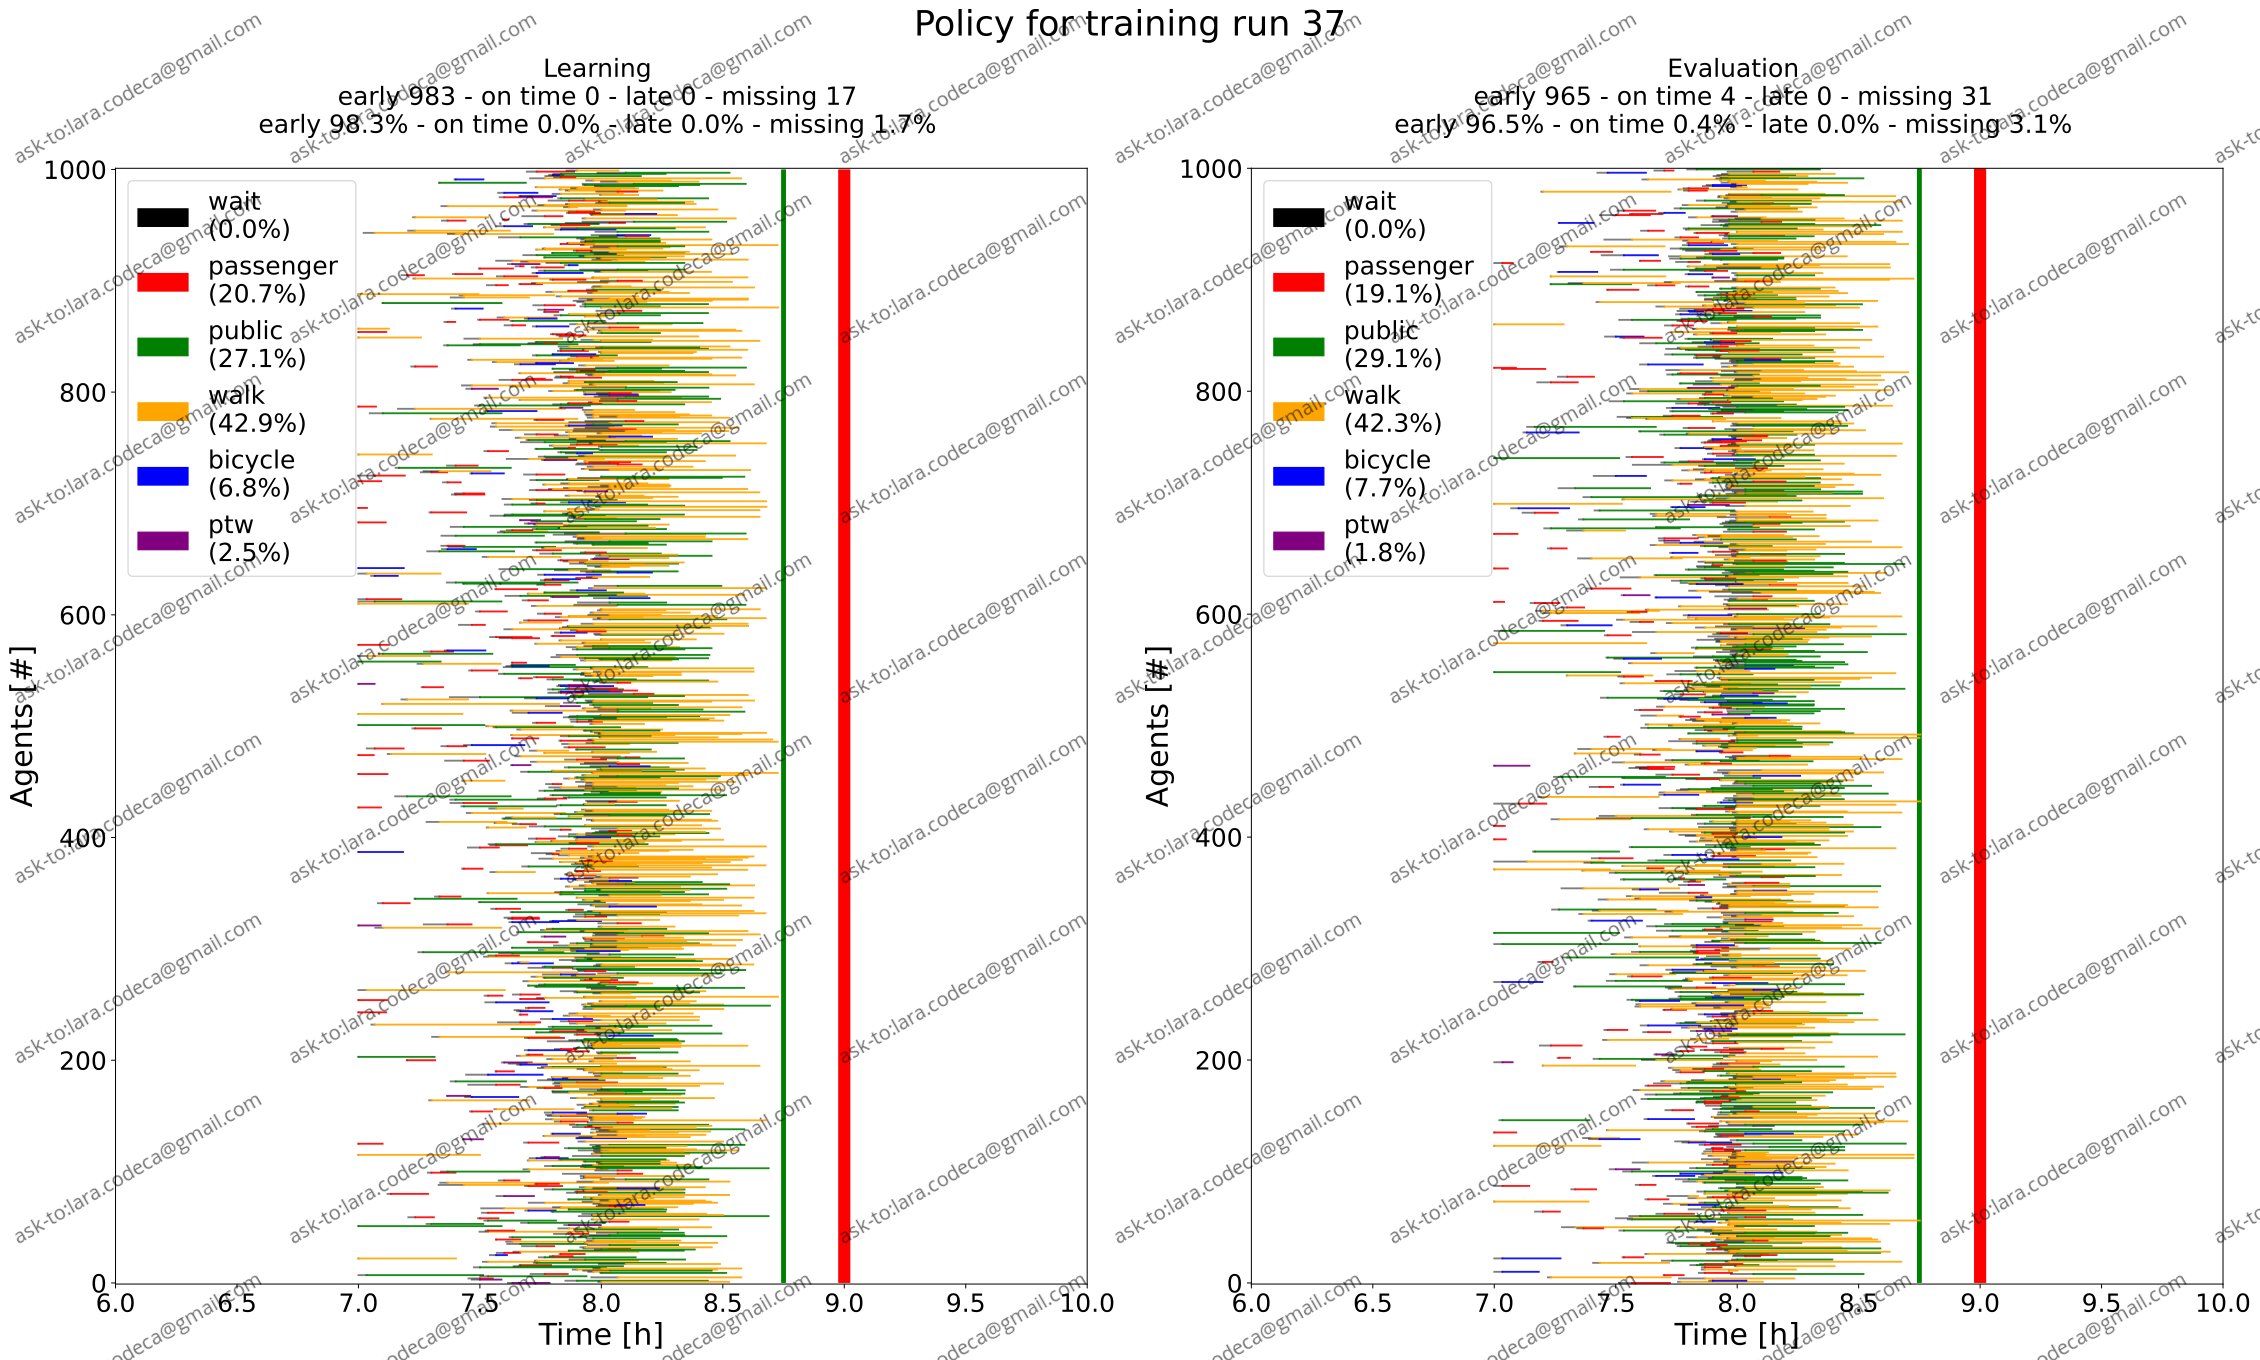 Policy for training run 37
Learning
early 983 - on time 0 - late 0 - missing 17
early 98.3% - on time 0.0% - late 0.0% - missing 1.7%
Agents [#]
1000
800
600
400
200
0
wait
(0.0%)
passenger
(20.7%)
public
(27.1%)
walk
(42.9%)
bicycle
(6.8%)
ptw
(2.5%)
6.0 6.5 7.0 7.5 8.0 8.5 9.0 9.5 10.0
Time [h]
Evaluation
early 965 - on time 4 - late 0 - missing 31
early 96.5% - on time 0.4% - late 0.0% - missing 3.1%
Agents [#]
1000
800
600
400
200
0
wait
(0.0%)
passenger
(19.1%)
public
(29.1%)
walk
(42.3%)
bicycle
(7.7%)
ptw
(1.8%)
6.0 6.5 7.0 7.5 8.0 8.5 9.0 9.5 10.0
Time [h]
ask-to:lara.codeca@gmail.com